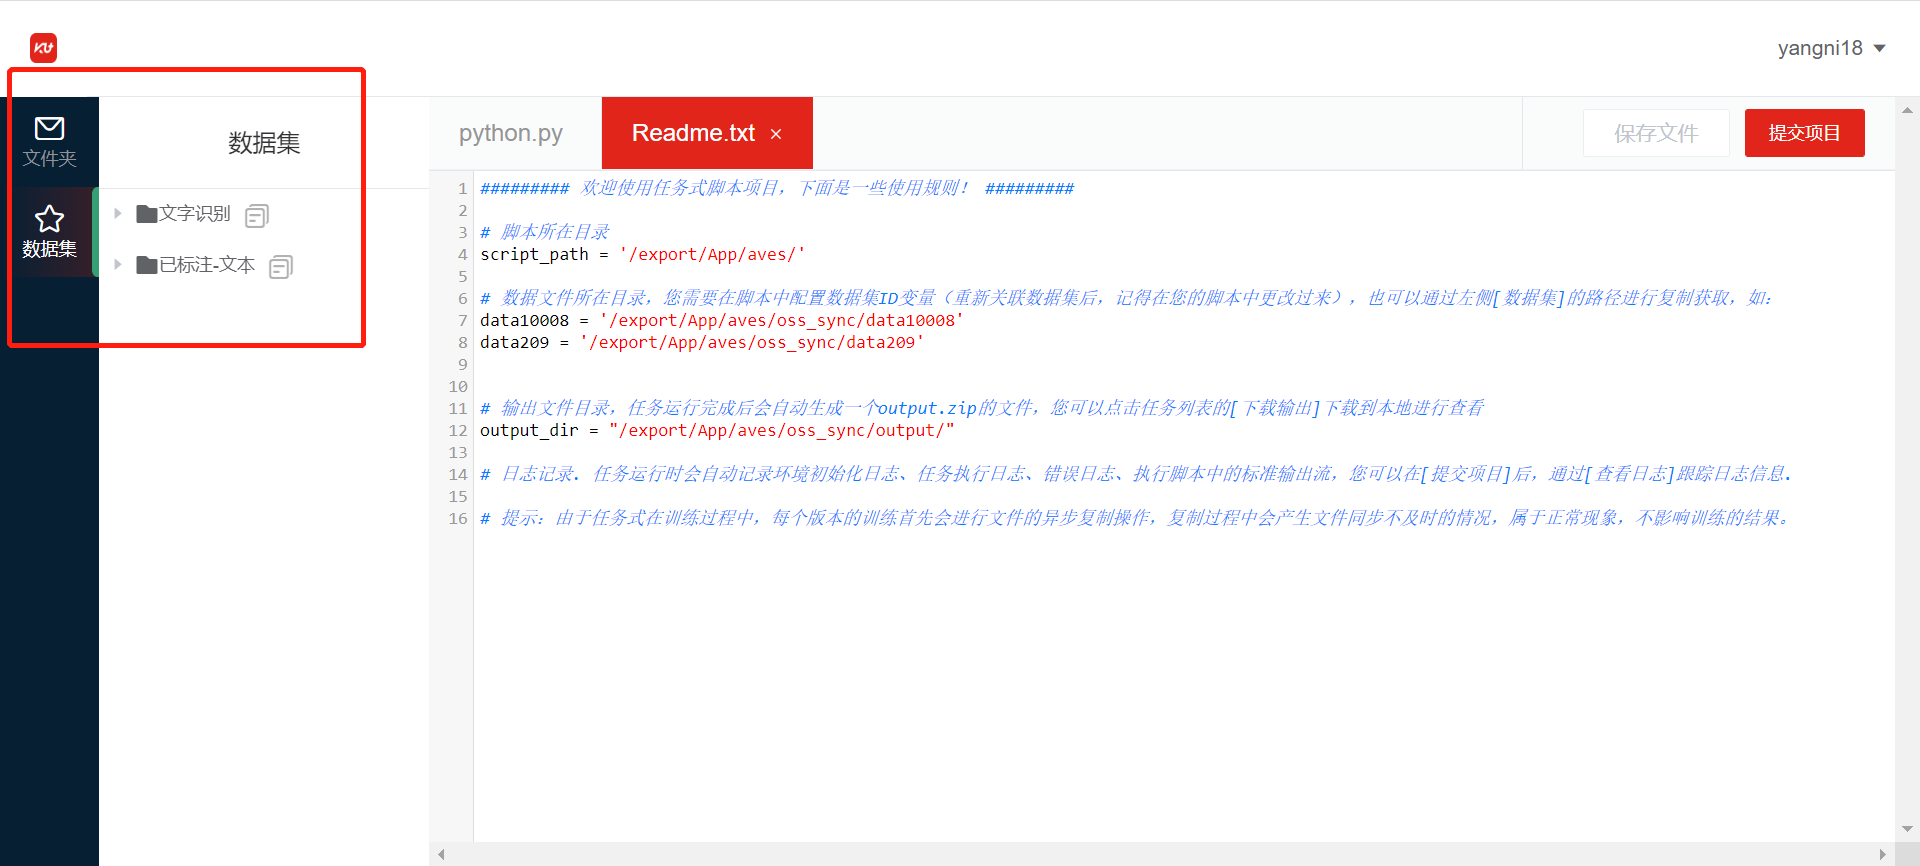 KU
yangni18
文件夹
数据集
数据集
文字识别
已标注-文本
python.py
Readme.txt ×
保存文件
提交项目
1 ######### 欢迎使用任务式脚本项目，下面是一些使用规则！ #########
2
3 # 脚本所在目录
4 script_path = '/export/App/aves/'
5
6 # 数据文件所在目录，您需要在脚本中配置数据集ID变量（重新关联数据集后，记得在您的脚本中更改过来），也可以通过左侧[数据集]的路径进行复制获取，如：
7 data10008 = '/export/App/aves/oss_sync/data10008'
8 data209 = '/export/App/aves/oss_sync/data209'
9
10
11 # 输出文件目录，任务运行完成后会自动生成一个output.zip的文件，您可以点击任务列表的[下载输出]下载到本地进行查看
12 output_dir = "/export/App/aves/oss_sync/output/"
13
14 # 日志记录. 任务运行时会自动记录环境初始化日志、任务执行日志、错误日志、执行脚本中的标准输出流，您可以在[提交项目]后，通过[查看日志]跟踪日志信息.
15
16 # 提示：由于任务式在训练过程中，每个版本的训练首先会进行文件的异步复制操作，复制过程中会产生文件同步不及时的情况，属于正常现象，不影响训练的结果。